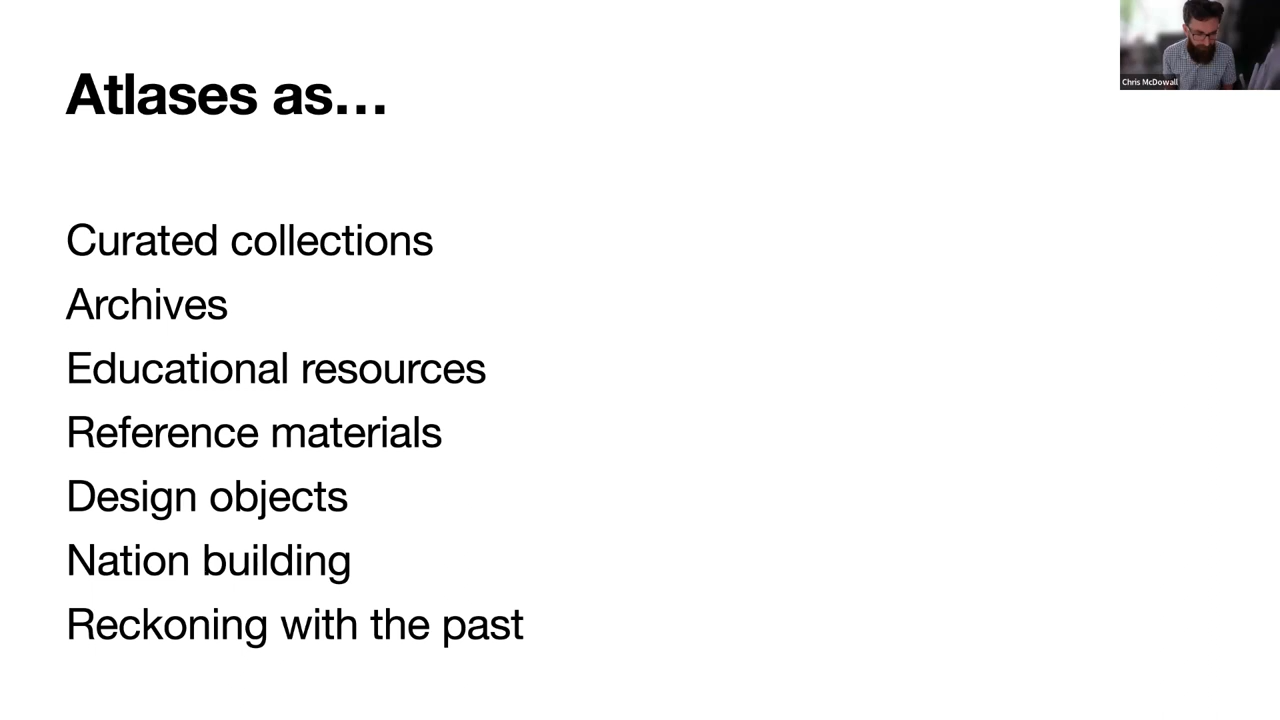 Atlases as…
Chris McDowall
Curated collections
Archives
Educational resources
Reference materials
Design objects
Nation building
Reckoning with the past